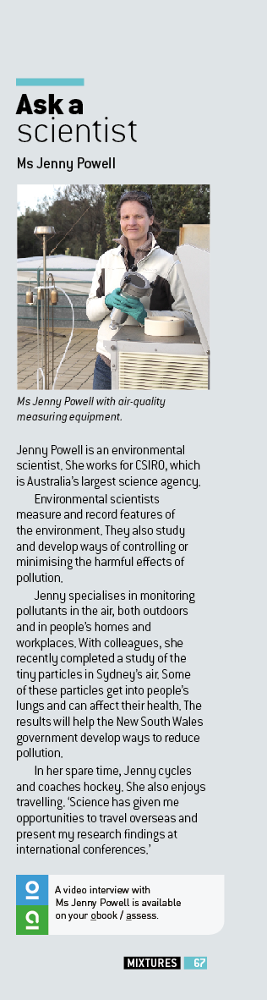 Ask a
scientist
Ms Jenny Powell
Ms Jenny Powell with air-quality
measuring equipment.
Jenny Powell is an environmental
scientist. She works for CSIRO, which
is Australia’s largest science agency.
Environmental scientists
measure and record features of
the environment. They also study
and develop ways of controlling or
minimising the harmful effects of
pollution.
Jenny specialises in monitoring
pollutants in the air, both outdoors
and in people’s homes and
workplaces. With colleagues, she
recently completed a study of the
tiny particles in Sydney’s air. Some
of these particles get into people’s
lungs and can affect their health. The
results will help the New South Wales
government develop ways to reduce
pollution.
In her spare time, Jenny cycles
and coaches hockey. She also enjoys
travelling. ‘Science has given me
opportunities to travel overseas and
present my research findings at
international conferences.’
A video interview with
Ms Jenny Powell is available
on your obook / assess.
MIXTURES 67